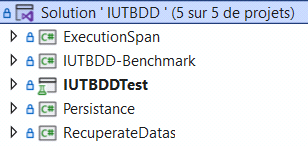 Solution ' IUTBDD ' (5 sur 5 de projets)
C# ExecutionSpan
C# IUTBDD-Benchmark
IUTBDDTest
C# Persistance
C# RecuperateDatas